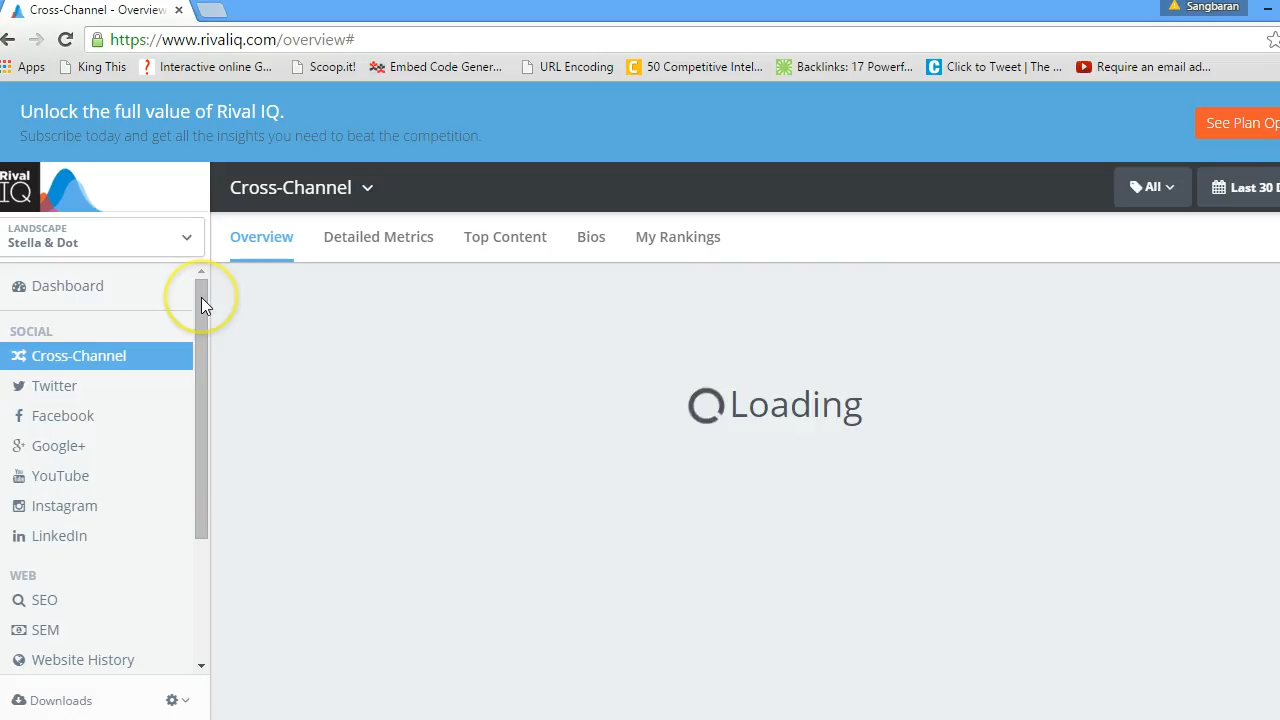 Cross-Channel - Overview
Sangbaran
https://www.rivaliq.com/overview#
Apps King This Interactive online G... Scoop.it! Embed Code Gener... URL Encoding 50 Competitive Intel... Backlinks: 17 Powerf... Click to Tweet | The ... Require an email ad...
Unlock the full value of Rival IQ.
Subscribe today and get all the insights you need to beat the competition.
See Plan Op
Rival
IQ
Cross-Channel
All
Last 30 D
LANDSCAPE
Stella & Dot
Overview Detailed Metrics Top Content Bios My Rankings
Dashboard
SOCIAL
Cross-Channel
Twitter
Facebook
Google+
YouTube
Instagram
LinkedIn
Loading
WEB
SEO
SEM
Website History
Downloads